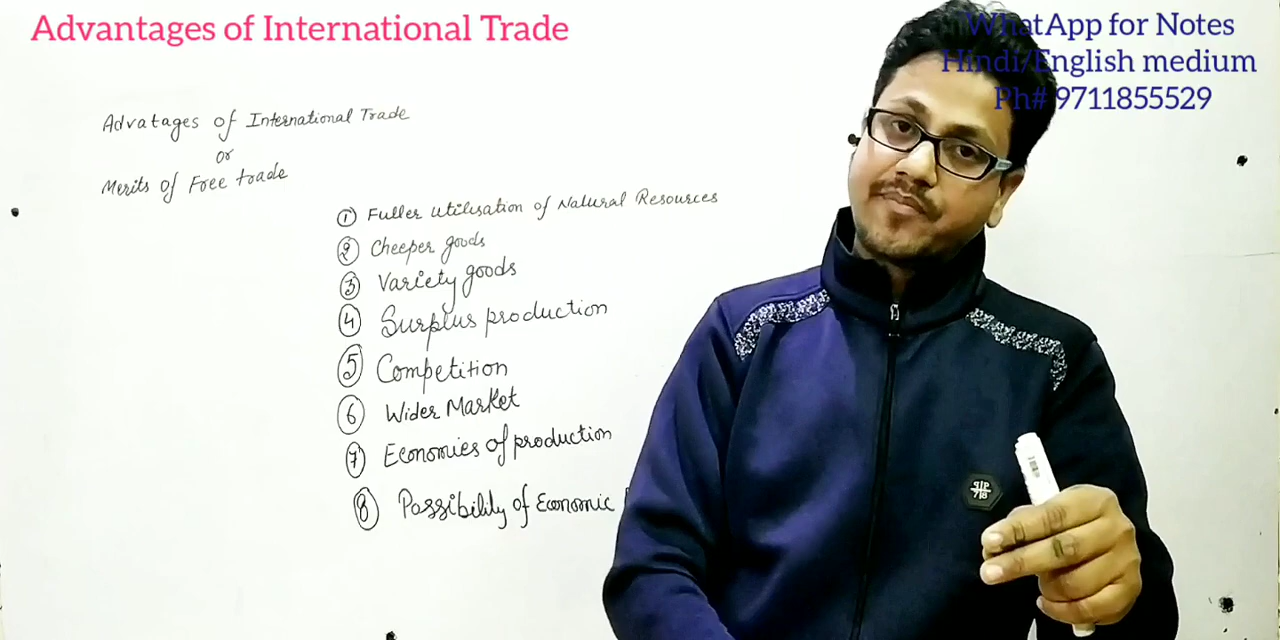 Advantages of International Trade
WhatApp for Notes
Hindi/English medium
Ph# 9711855529
Advatages of International Trade
or
Merits of Free trade
1 Fuller utilisation of Natural Resources
2 Cheeper goods
3 Variety goods
4 Surplus production
5 Competition
6 Wider Market
7 Economies of production
8 Possibility of Economic